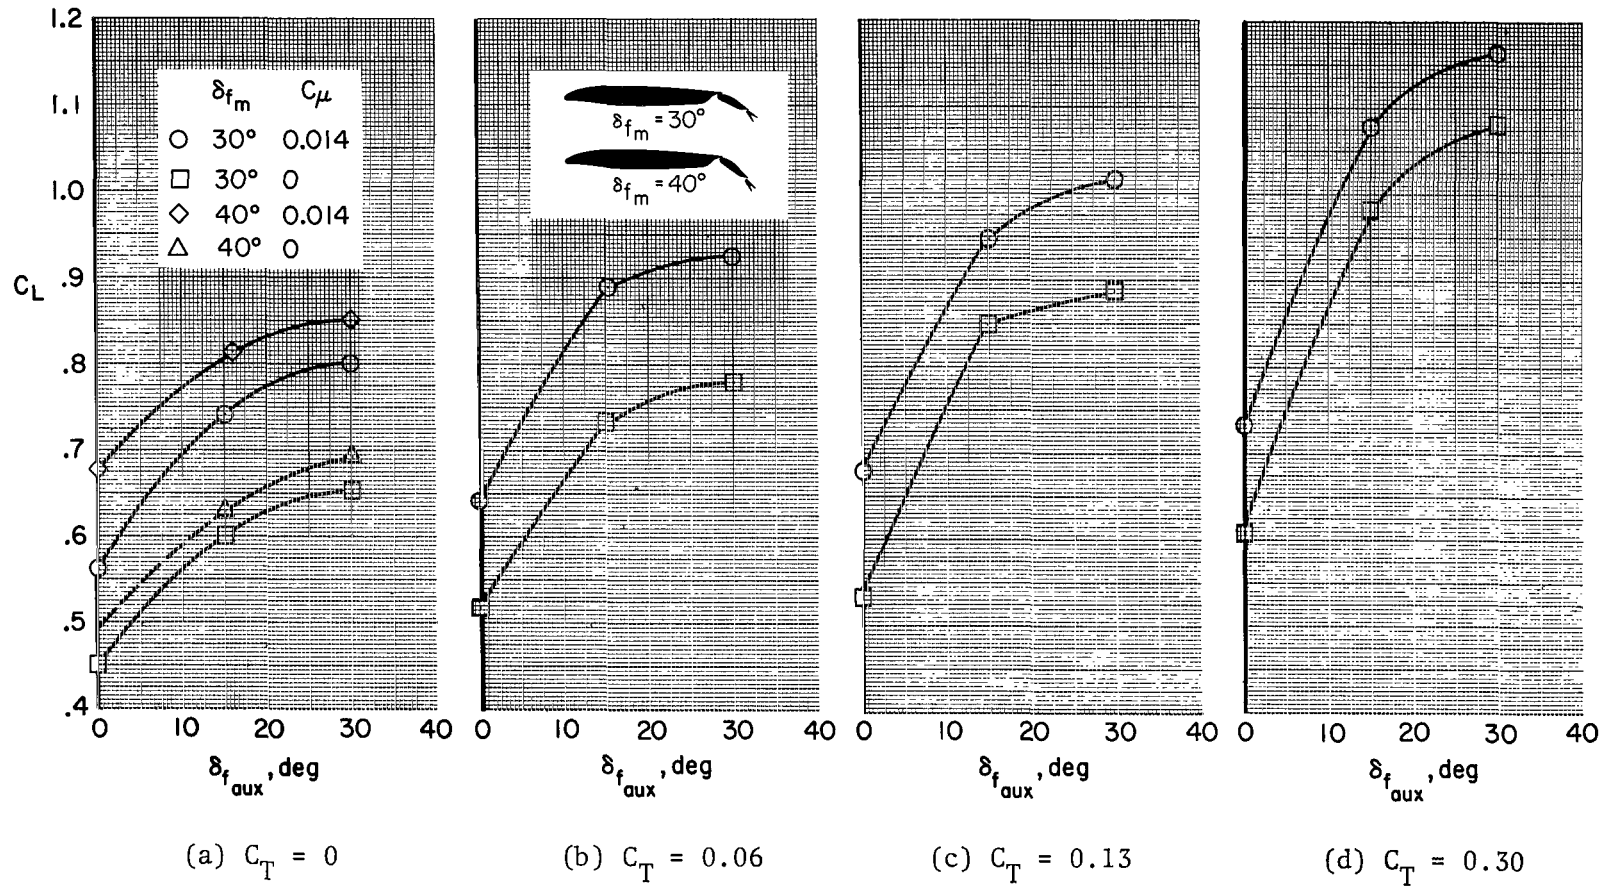 1.2
1.1
1.0
.9
.8
.7
.6
.5
.4
C_L
δ_fm C_μ
○ 30° 0.014
□ 30° 0
◇ 40° 0.014
△ 40° 0
δ_fm = 30°
δ_fm = 40°
0 10 20 30 40
0 10 20 30 40
0 10 20 30 40
0 10 20 30 40
δ_faux, deg
δ_faux, deg
δ_faux, deg
δ_faux, deg
(a) C_T = 0
(b) C_T = 0.06
(c) C_T = 0.13
(d) C_T = 0.30